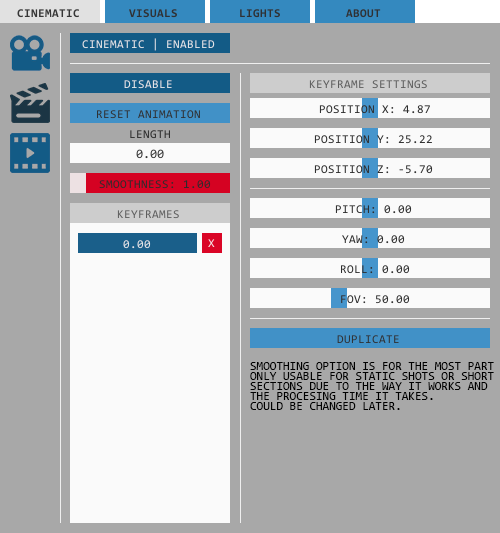 CINEMATIC VISUALS LIGHTS ABOUT
CINEMATIC | ENABLED
DISABLE
RESET ANIMATION
LENGTH
0.00
SMOOTHNESS: 1.00
KEYFRAMES
0.00 X
KEYFRAME SETTINGS
POSITION X: 4.87
POSITION Y: 25.22
POSITION Z: -5.70
PITCH: 0.00
YAW: 0.00
ROLL: 0.00
FOV: 50.00
DUPLICATE
SMOOTHING OPTION IS FOR THE MOST PART
ONLY USABLE FOR STATIC SHOTS OR SHORT
SECTIONS DUE TO THE WAY IT WORKS AND
THE PROCESING TIME IT TAKES.
COULD BE CHANGED LATER.